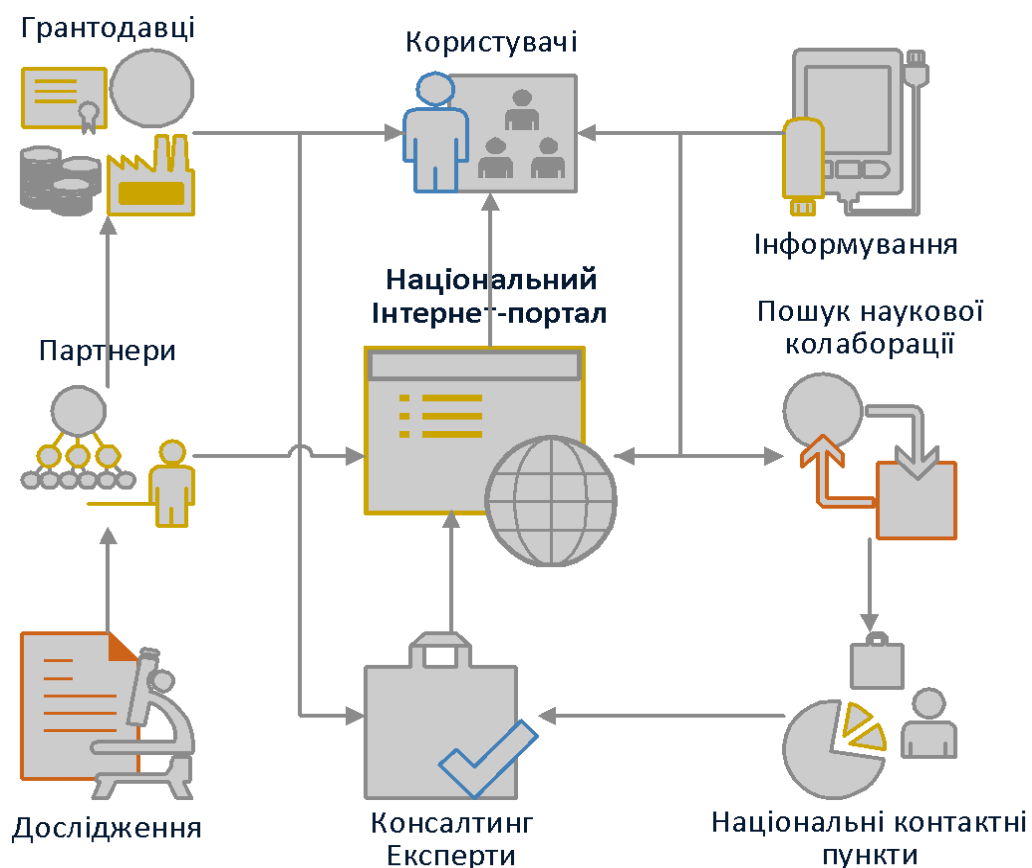 Грантодавці
Користувачі
Інформування
Національний
Інтернет-портал
Пошук наукової
колаборації
Партнери
Дослідження
Консалтинг
Експерти
Національні контактні
пункти